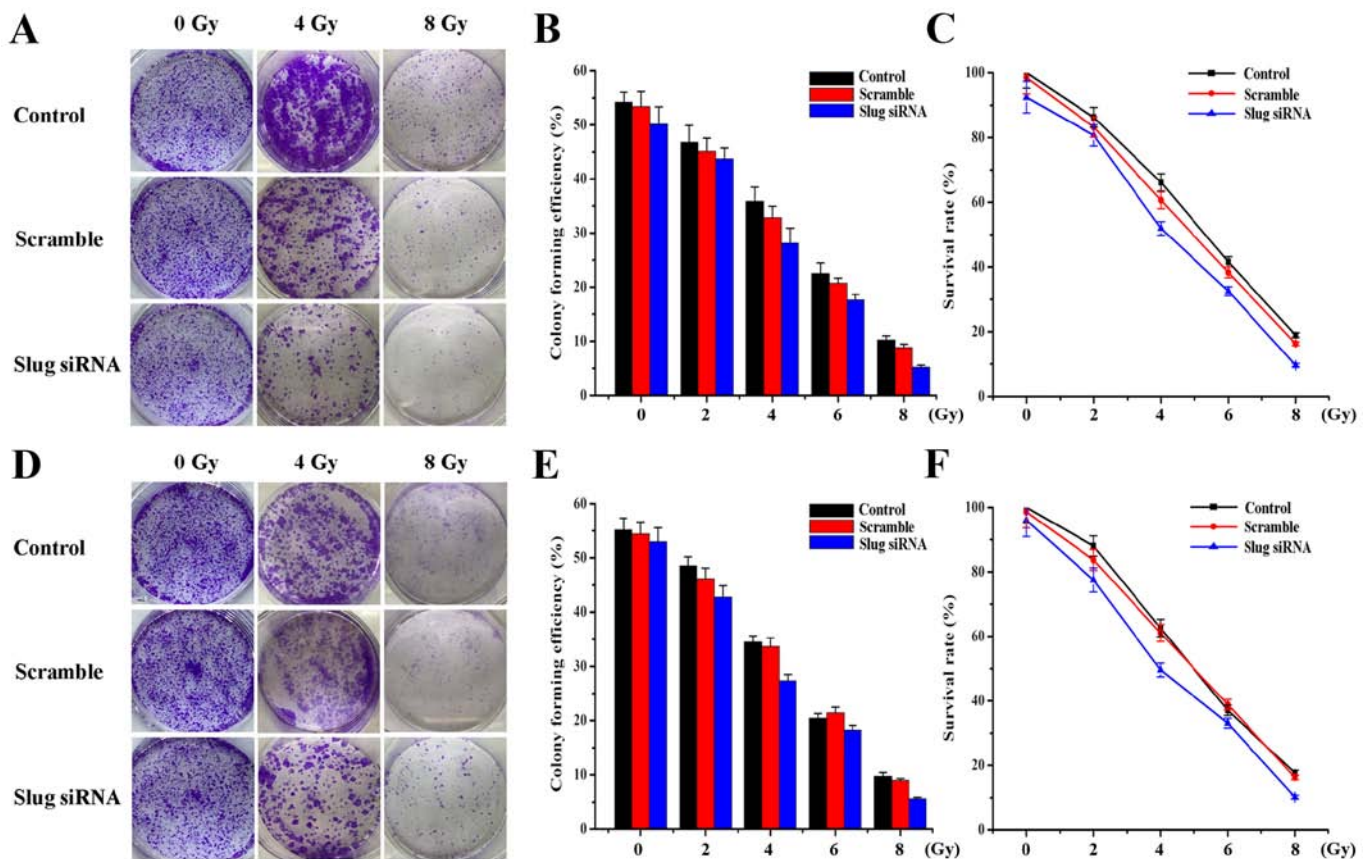 A
0 Gy 4 Gy 8 Gy
Control
Scramble
Slug siRNA
B
Colony forming efficiency (%)
60
50
40
30
20
10
0
Control
Scramble
Slug siRNA
0 2 4 6 8 (Gy)
C
Survival rate (%)
100
80
60
40
20
0
Control
Scramble
Slug siRNA
0 2 4 6 8 (Gy)
D
0 Gy 4 Gy 8 Gy
Control
Scramble
Slug siRNA
E
Colony forming efficiency (%)
60
50
40
30
20
10
0
Control
Scramble
Slug siRNA
0 2 4 6 8 (Gy)
F
Survival rate (%)
100
80
60
40
20
0
Control
Scramble
Slug siRNA
0 2 4 6 8 (Gy)